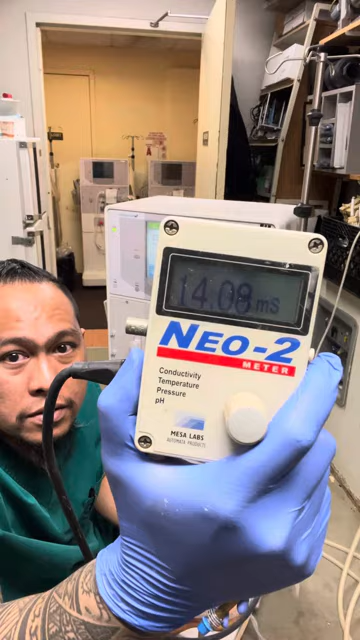 14.08 mS
NEO-2
METER
Conductivity
Temperature
Pressure
pH
MESA LABS
AUTOMATA PRODUCTS